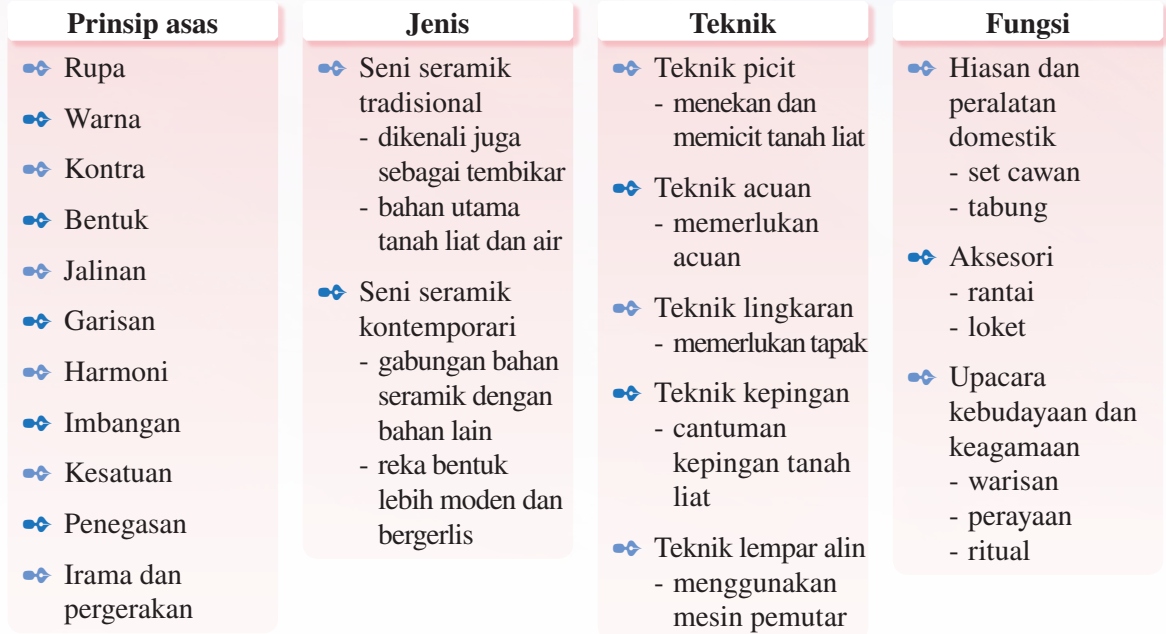 Prinsip asas
Rupa
Warna
Kontra
Bentuk
Jalinan
Garisan
Harmoni
Imbangan
Kesatuan
Penegasan
Irama dan
pergerakan
Jenis
Seni seramik
tradisional
- dikenali juga
sebagai tembikar
- bahan utama
tanah liat dan air
Seni seramik
kontemporari
- gabungan bahan
seramik dengan
bahan lain
- reka bentuk
lebih moden dan
bergerlis
Teknik
Teknik picit
- menekan dan
memicit tanah liat
Teknik acuan
- memerlukan
acuan
Teknik lingkaran
- memerlukan tapak
Teknik kepingan
- cantuman
kepingan tanah
liat
Teknik lempar alin
- menggunakan
mesin pemutar
Fungsi
Hiasan dan
peralatan
domestik
- set cawan
- tabung
Aksesori
- rantai
- loket
Upacara
kebudayaan dan
keagamaan
- warisan
- perayaan
- ritual